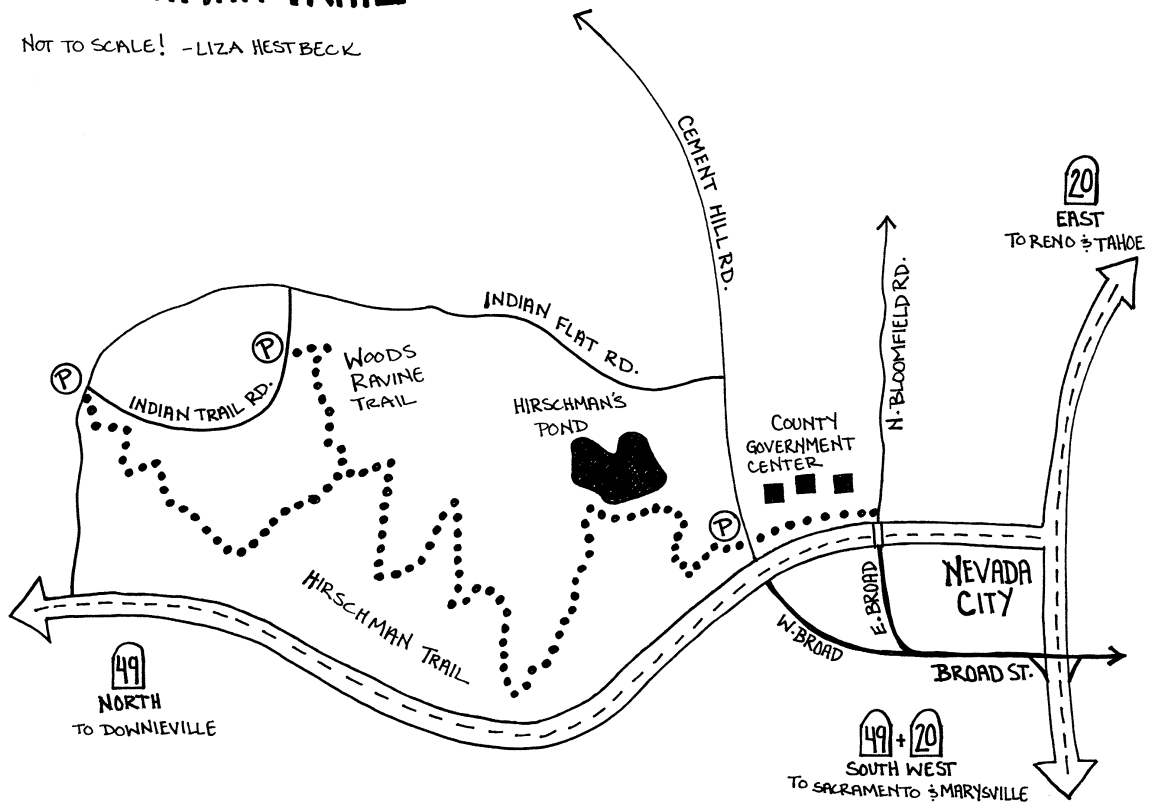 TRAIL
NOT TO SCALE! -LIZA HESTBECK
CEMENT HILL RD.
20
EAST
TO RENO & TAHOE
N. BLOOMFIELD RD.
INDIAN FLAT RD.
P
WOODS
RAVINE
TRAIL
P
INDIAN TRAIL RD.
HIRSCHMAN'S
POND
COUNTY
GOVERNMENT
CENTER
P
HIRSCHMAN TRAIL
NEVADA
CITY
E. BROAD
W. BROAD
BROAD ST.
49
NORTH
TO DOWNIEVILLE
49 + 20
SOUTH WEST
TO SACRAMENTO & MARYSVILLE